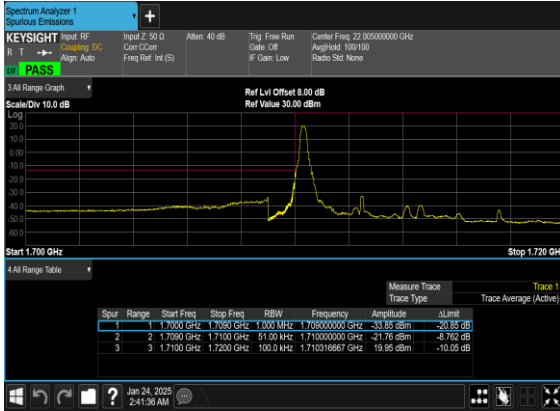 Spectrum Analyzer 1
Spurious Emissions
+
KEYSIGHT Input: RF Input Z: 50 Ω Atten: 40 dB Trig: Free Run Center Freq: 22.005000000 GHz
R T Coupling: DC Corr CCorr Gate: Off Avg|Hold: 100/100
Align: Auto Freq Ref: Int (S) IF Gain: Low Radio Std: None
PASS
3 All Range Graph
Scale/Div 10.0 dB
Ref Lvl Offset 8.00 dB
Ref Value 30.00 dBm
Log
20.0
10.0
0.00
-10.0
-20.0
-30.0
-40.0
-50.0
-60.0
Start 1.700 GHz Stop 1.720 GH
4 All Range Table
Measure Trace Trace 1
Trace Type Trace Average (Active)
Spur Range Start Freq Stop Freq RBW Frequency Amplitude ΔLimit
1 1 1.7000 GHz 1.7090 GHz 1.000 MHz 1.709000000 GHz -33.85 dBm -20.85 dB
2 2 1.7090 GHz 1.7100 GHz 51.00 kHz 1.710000000 GHz -21.76 dBm -8.762 dB
3 3 1.7100 GHz 1.7200 GHz 100.0 kHz 1.710316667 GHz 19.95 dBm -10.05 dB
Jan 24, 2025
2:41:36 AM